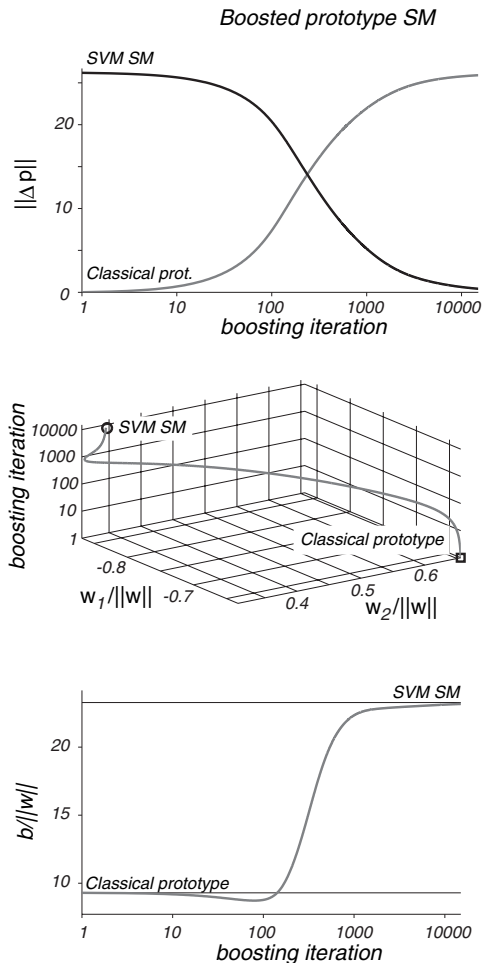 Boosted prototype SM
SVM SM
||Δ p||
20
10
0
Classical prot.
1 10 100 1000 10000
boosting iteration
boosting iteration
10000
1000
100
10
1
SVM SM
Classical prototype
-0.8
-0.7
w1/||w||
0.4
0.5
0.6
w2/||w||
SVM SM
b/||w||
20
15
10
Classical prototype
1 10 100 1000 10000
boosting iteration